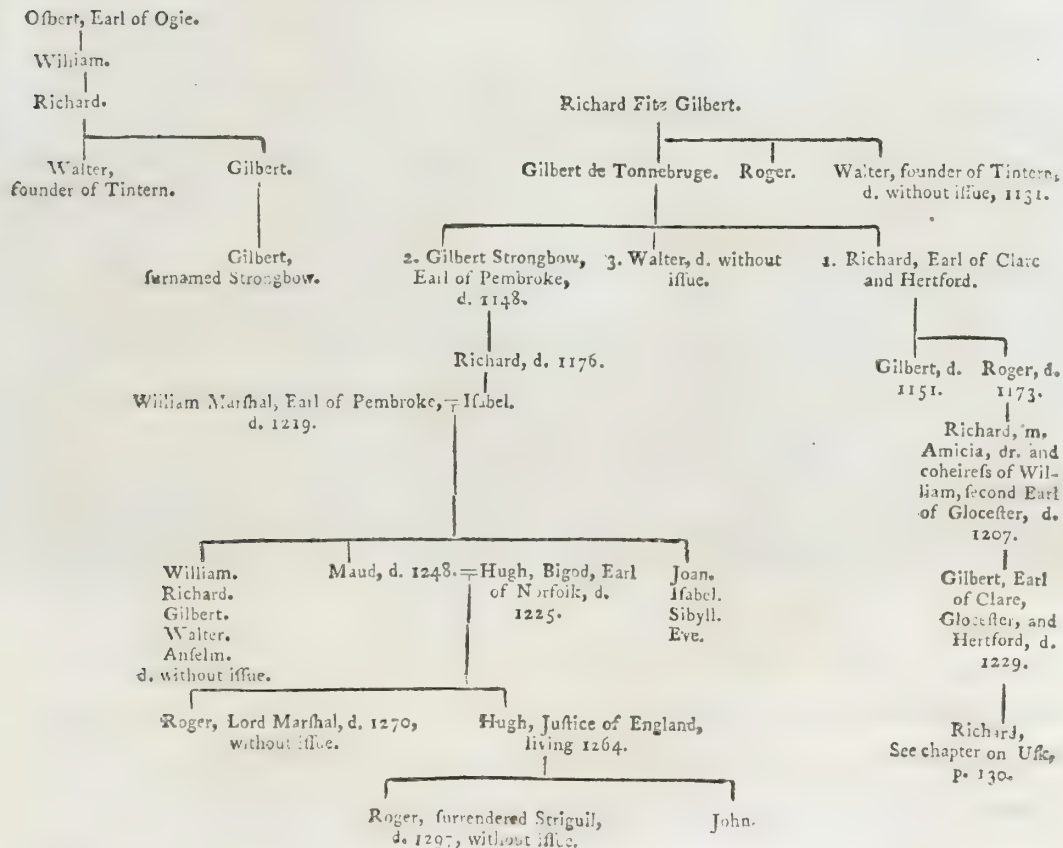 Oſbert, Earl of Ogie.
William.
Richard.
Walter,
founder of Tintern.
Gilbert.
Gilbert,
ſurnamed Strongbow.
Richard Fitz Gilbert.
Gilbert de Tonnebruge.
Roger.
Walter, founder of Tintern,
d. without iſſue, 1131.
2. Gilbert Strongbow,
Earl of Pembroke,
d. 1148.
3. Walter, d. without
iſſue.
1. Richard, Earl of Clare
and Hertford.
Richard, d. 1176.
Gilbert, d.
1151.
Roger, d.
1173.
William Marſhal, Earl of Pembroke, = Iſabel.
d. 1219.
Richard, m.
Amicia, dr. and
coheireſs of Wil-
liam, ſecond Earl
of Gloceſter, d.
1207.
William.
Richard.
Gilbert.
Walter.
Anſelm.
d. without iſſue.
Maud, d. 1248. = Hugh, Bigod, Earl
of Norfolk, d.
1225.
Joan.
Iſabel.
Sibyll.
Eve.
Gilbert, Earl
of Clare,
Gloceſter, and
Hertford, d.
1229.
Roger, Lord Marſhal, d. 1270,
without iſſue.
Hugh, Juſtice of England,
living 1264.
Richard,
See chapter on Uſk,
p. 130.
Roger, ſurrendered Striguil,
d. 1297, without iſſue.
John.